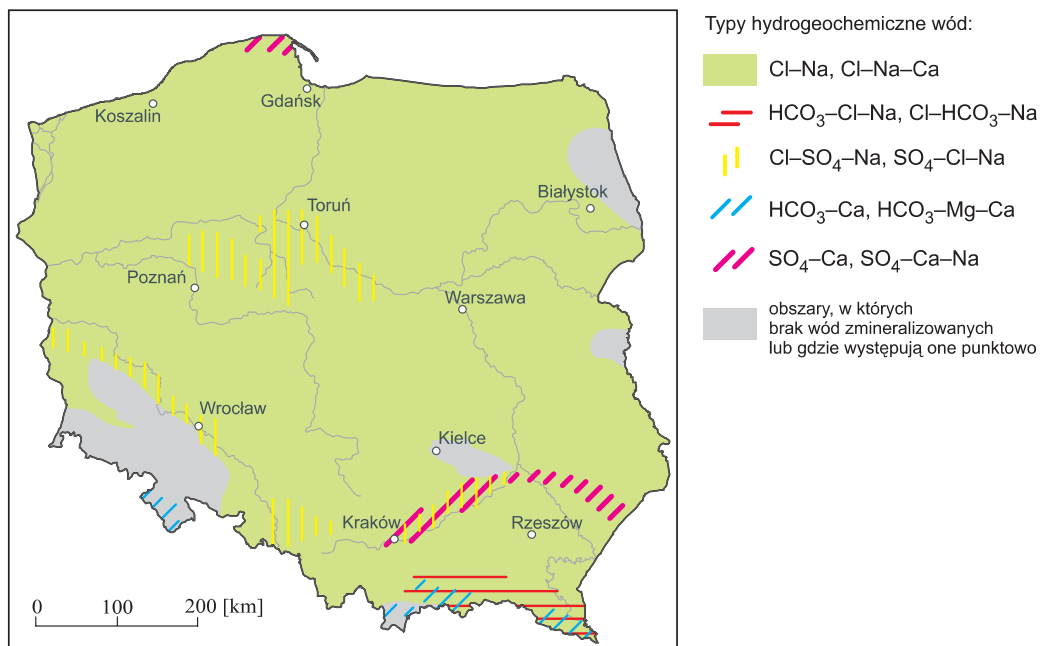 Typy hydrogeochemiczne wód:
Cl–Na, Cl–Na–Ca
HCO₃–Cl–Na, Cl–HCO₃–Na
Cl–SO₄–Na, SO₄–Cl–Na
HCO₃–Ca, HCO₃–Mg–Ca
SO₄–Ca, SO₄–Ca–Na
obszary, w których
brak wód zmineralizowanych
lub gdzie występują one punktowo
Gdańsk
Koszalin
Białystok
Toruń
Poznań
Warszawa
Wrocław
Kielce
Kraków
Rzeszów
0 100 200 [km]